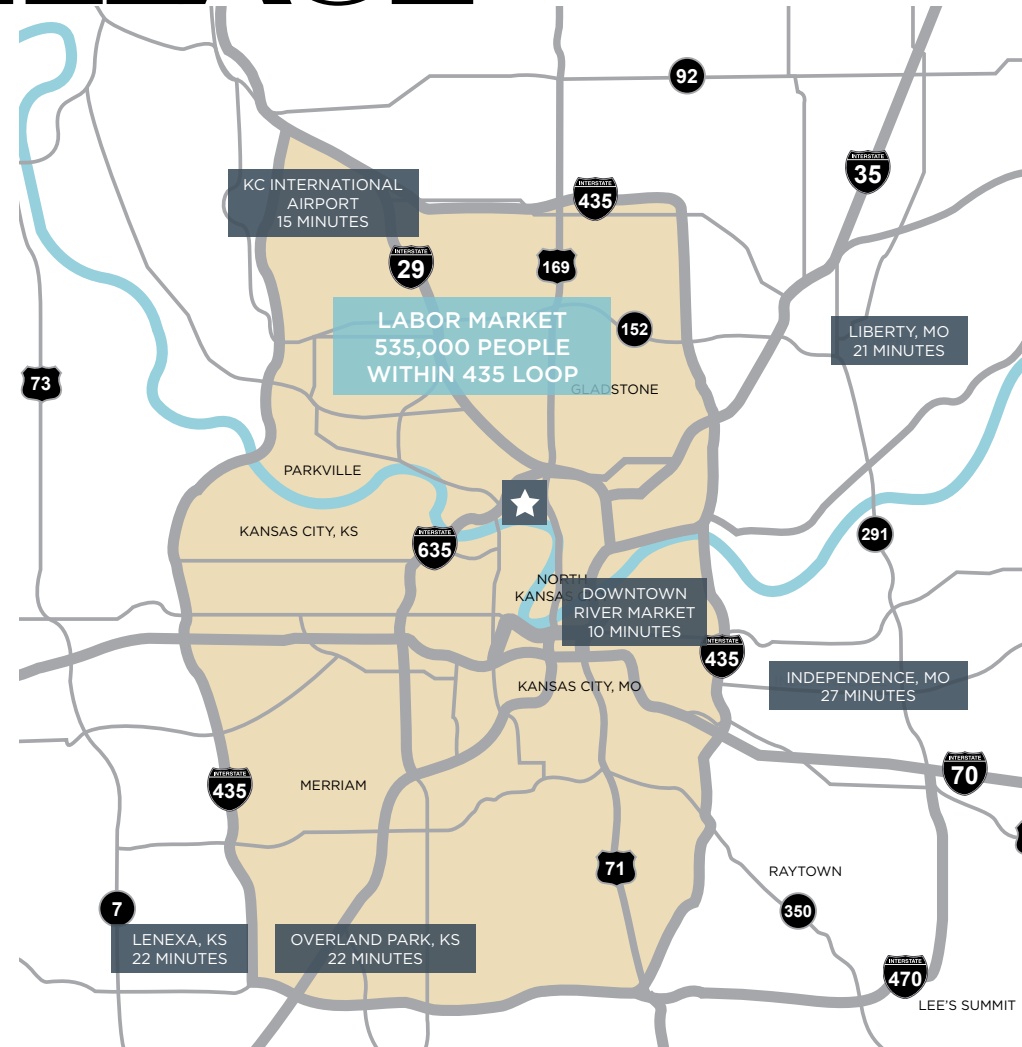 92
INTERSTATE
35
KC INTERNATIONAL
AIRPORT
15 MINUTES
INTERSTATE
435
INTERSTATE
29
169
LABOR MARKET
535,000 PEOPLE
WITHIN 435 LOOP
152
LIBERTY, MO
21 MINUTES
73
GLADSTONE
PARKVILLE
KANSAS CITY, KS
INTERSTATE
635
291
NORTH
KANSAS
DOWNTOWN
RIVER MARKET
10 MINUTES
INTERSTATE
435
INDEPENDENCE, MO
27 MINUTES
KANSAS CITY, MO
INTERSTATE
435
MERRIAM
INTERSTATE
70
71
RAYTOWN
7
350
LENEXA, KS
22 MINUTES
OVERLAND PARK, KS
22 MINUTES
INTERSTATE
470
LEE'S SUMMIT